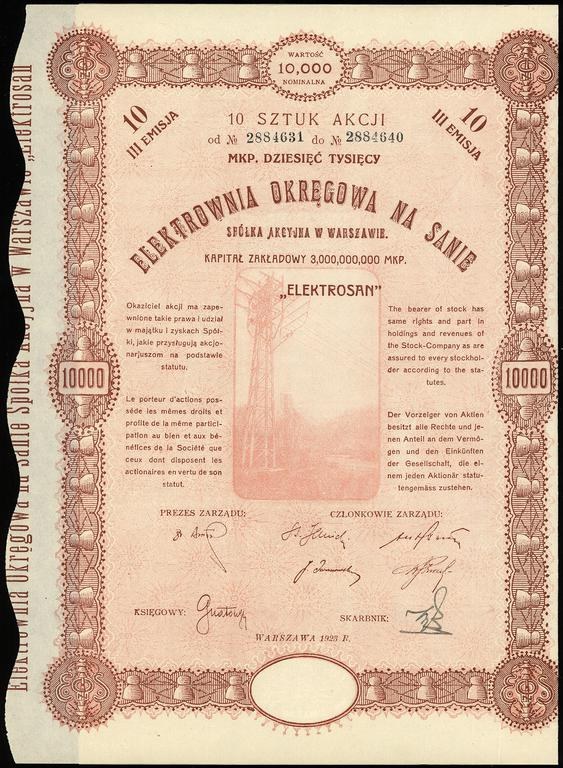 WARTOŚĆ
10,000
NOMINALNA
10
III EMISJA
10
III EMISJA
10 SZTUK AKCJI
od № 2884631 do № 2884640
MKP. DZIESIĘĆ TYSIĘCY
ELEKTROWNIA OKRĘGOWA NA SANIE
SPÓŁKA AKCYJNA W WARSZAWIE.
KAPITAŁ ZAKŁADOWY 3,000,000,000 MKP.
„ELEKTROSAN”
Okaziciel akcji ma zape-
wnione takie prawa i udział
w majątku i zyskach Spół-
ki, jakie przysługują akcjo-
narjuszom na podstawie
statutu.
The bearer of stock has
same rights and part in
holdings and revenues of
the Stock-Company as are
assured to every stockhol-
der according to the sta-
tutes.
10000
10000
Le porteur d'actions pos-
séde les mêmes droits et
profite de la même partici-
pation au bien et aux bé-
néfices de la Société que
ceux dont disposent les
actionaires en vertu de son
statut.
Der Vorzeiger von Aktien
besitzt alle Rechte und je-
nen Anteil an dem Vermö-
gen und den Einkünften
der Gesellschaft, die ei-
nem jeden Aktionär statu-
tengemäss zustehen.
PREZES ZARZĄDU:
CZŁONKOWIE ZARZĄDU:
KSIĘGOWY:
SKARBNIK:
WARSZAWA 1923 R.
Elektrownia Okręgowa na Sanie Spółka Akcyjna w Warszawie „Elektrosan